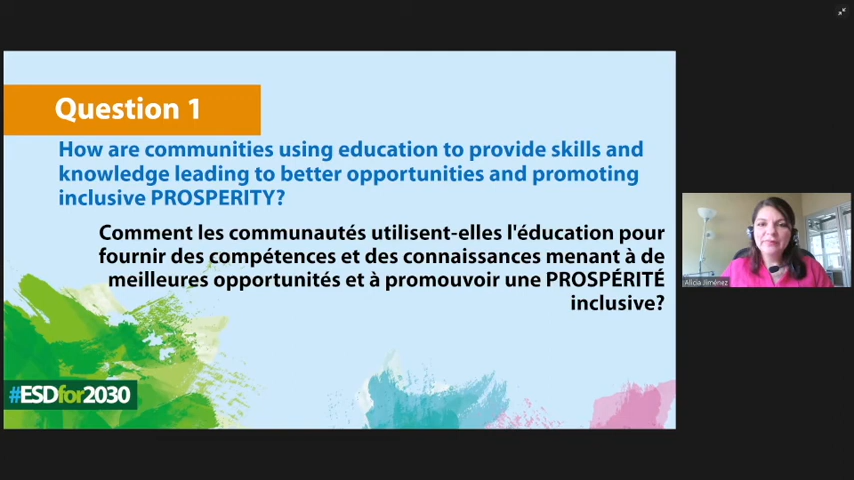 Question 1
How are communities using education to provide skills and
knowledge leading to better opportunities and promoting
inclusive PROSPERITY?
Comment les communautés utilisent-elles l'éducation pour
fournir des compétences et des connaissances menant à de
meilleures opportunités et à promouvoir une PROSPÉRITÉ
inclusive?
#ESDfor2030
Alicia Jiménez